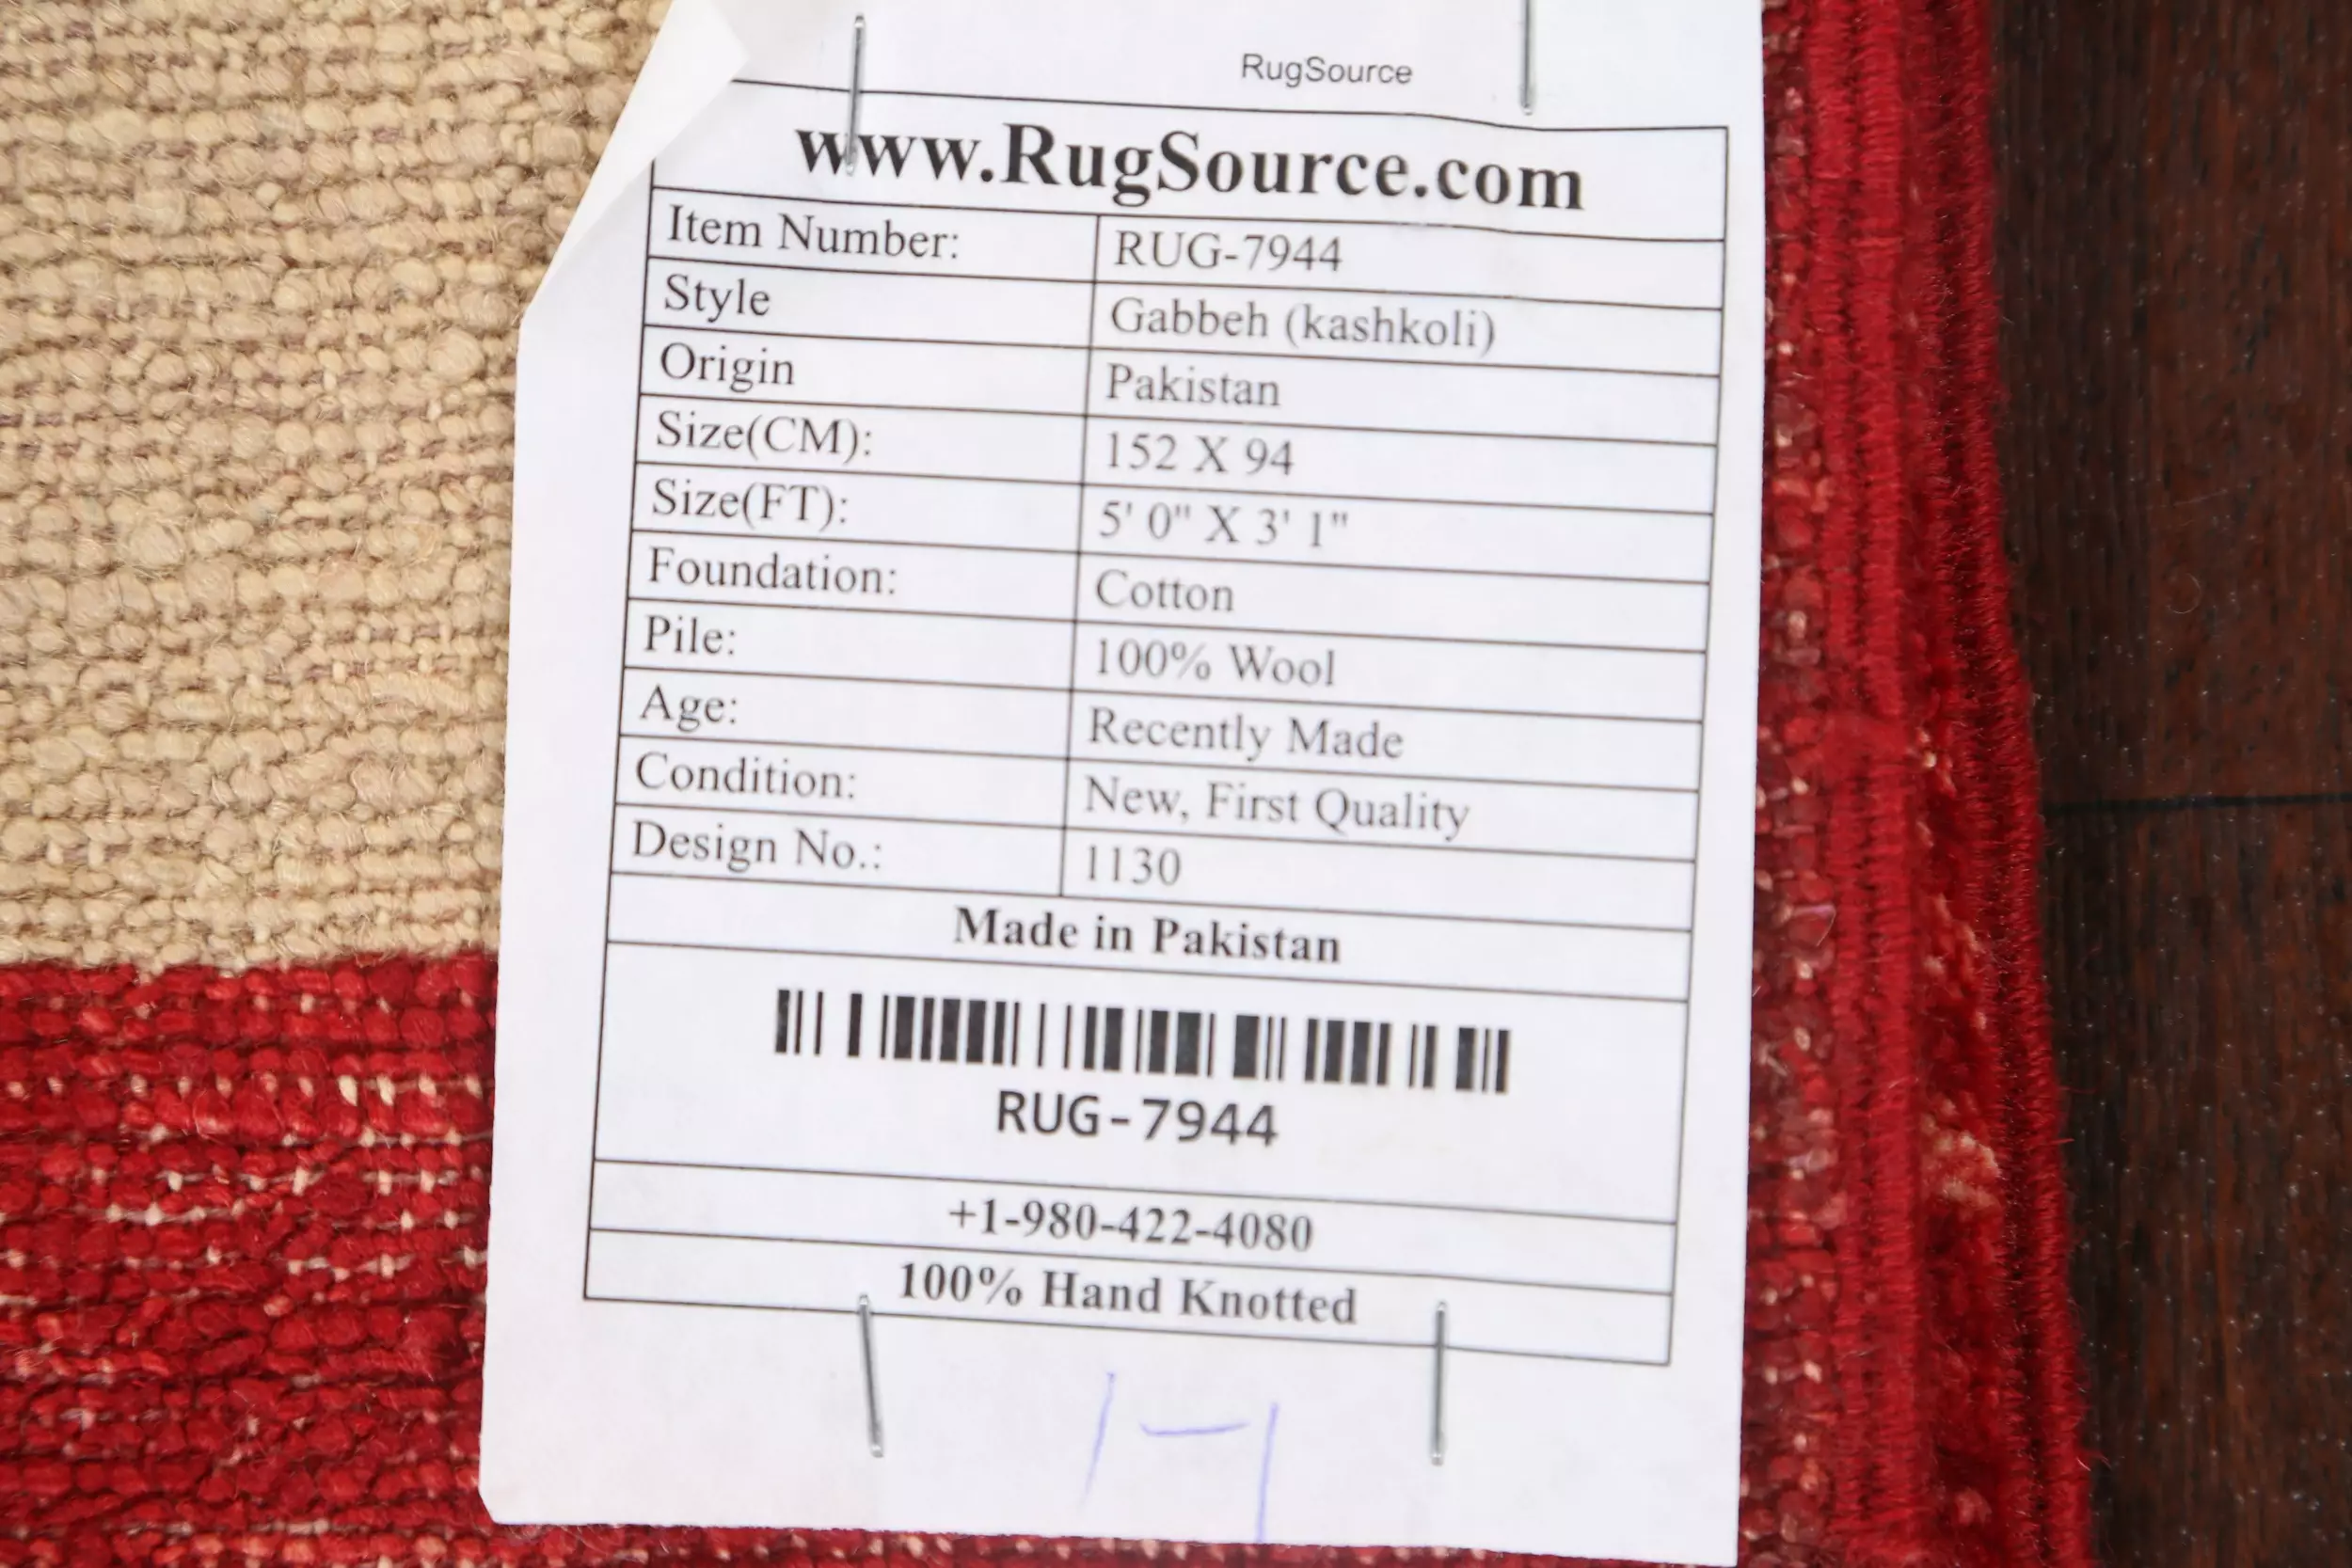 RugSource
www.RugSource.com
Item Number: RUG-7944
Style Gabbeh (kashkoli)
Origin Pakistan
Size(CM): 152 X 94
Size(FT): 5' 0" X 3' 1"
Foundation: Cotton
Pile: 100% Wool
Age: Recently Made
Condition: New, First Quality
Design No.: 1130
Made in Pakistan
RUG-7944
+1-980-422-4080
100% Hand Knotted
1-1